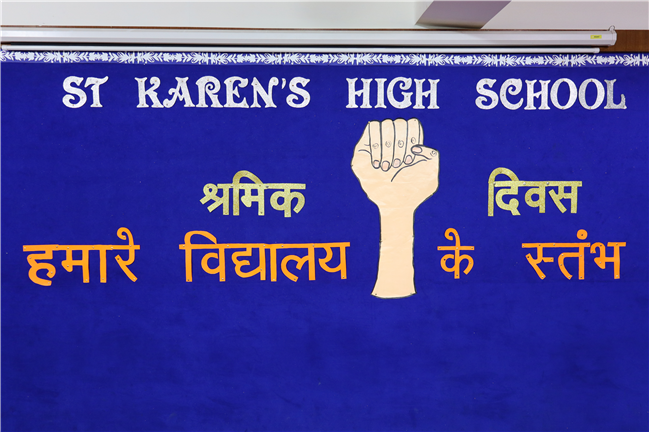 ST KAREN'S HIGH SCHOOL
श्रमिक दिवस
हमारे विद्यालय के स्तंभ